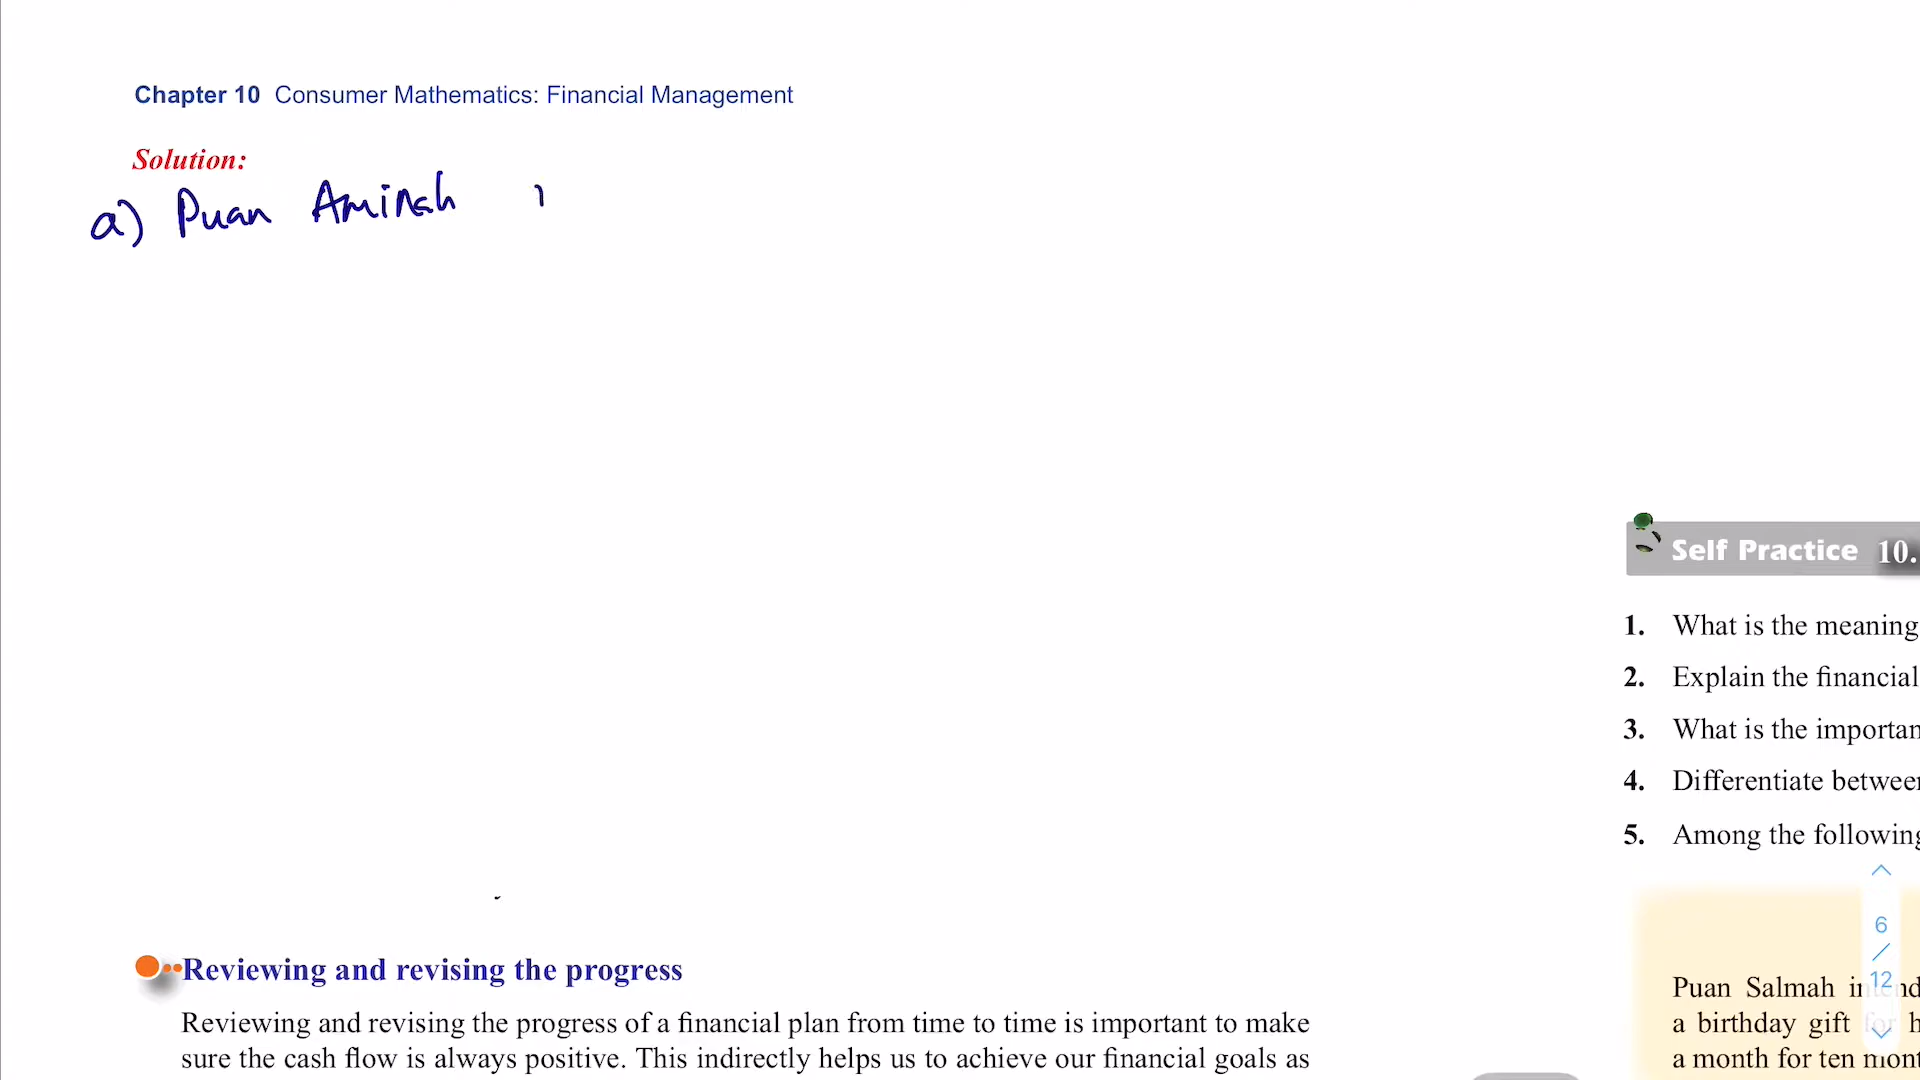 Chapter 10 Consumer Mathematics: Financial Management
Solution:
a) Puan Aminah
Self Practice 10.
1. What is the meaning
2. Explain the financial
3. What is the importan
4. Differentiate between
5. Among the following
6
/
12
Reviewing and revising the progress
Reviewing and revising the progress of a financial plan from time to time is important to make
sure the cash flow is always positive. This indirectly helps us to achieve our financial goals as
Puan Salmah
a birthday gift
a month for ten mont